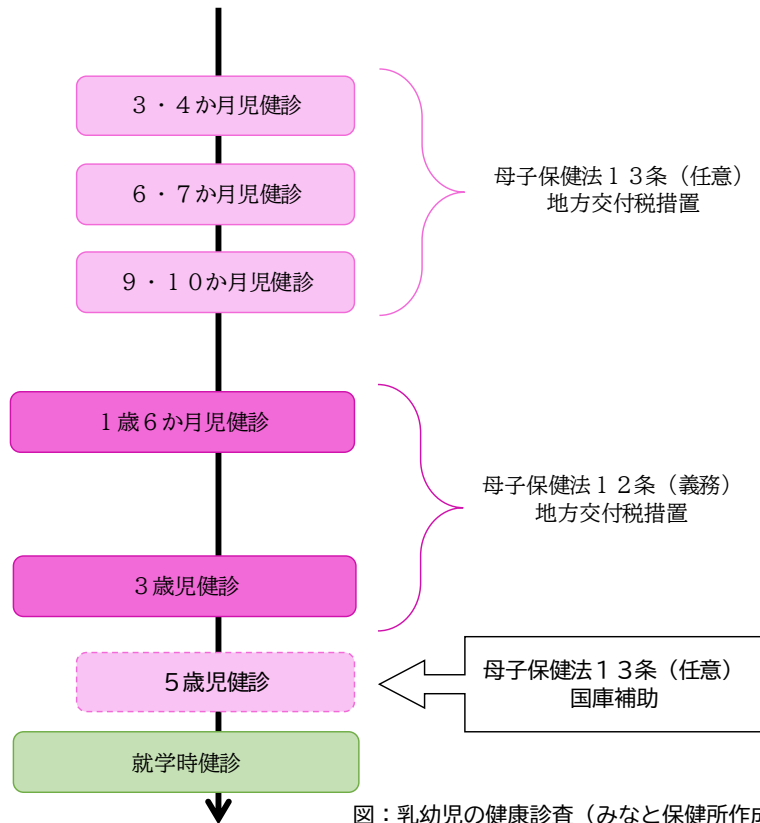 ３・４か月児健診
６・７か月児健診
９・１０か月児健診
母子保健法１３条（任意）
地方交付税措置
１歳６か月児健診
３歳児健診
母子保健法１２条（義務）
地方交付税措置
５歳児健診
母子保健法１３条（任意）
国庫補助
就学時健診
図：乳幼児の健康診査（みなと保健所作成